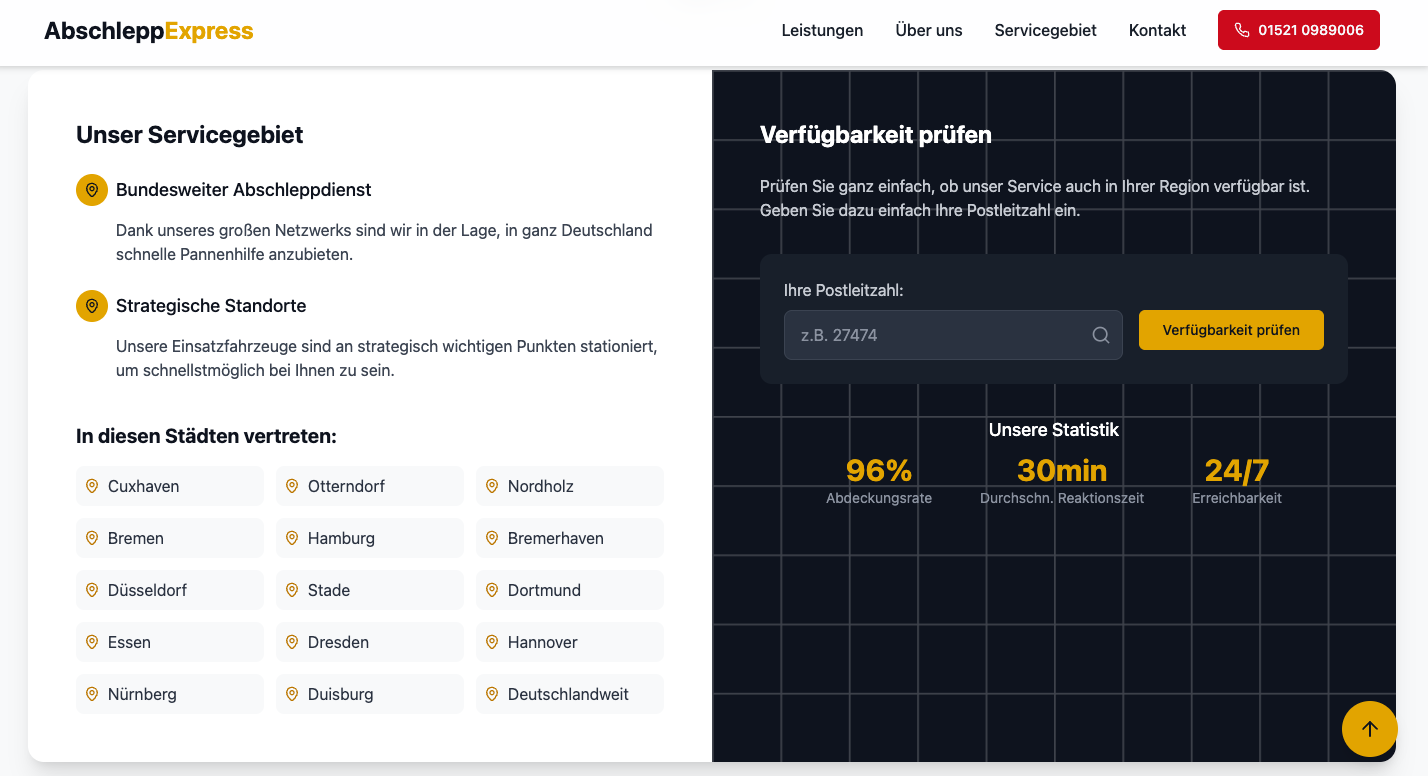 AbschleppExpress
Leistungen
Über uns
Servicegebiet
Kontakt
01521 0989006
Unser Servicegebiet
Bundesweiter Abschleppdienst
Dank unseres großen Netzwerks sind wir in der Lage, in ganz Deutschland
schnelle Pannenhilfe anzubieten.
Strategische Standorte
Unsere Einsatzfahrzeuge sind an strategisch wichtigen Punkten stationiert,
um schnellstmöglich bei Ihnen zu sein.
In diesen Städten vertreten:
Cuxhaven
Otterndorf
Nordholz
Bremen
Hamburg
Bremerhaven
Düsseldorf
Stade
Dortmund
Essen
Dresden
Hannover
Nürnberg
Duisburg
Deutschlandweit
Verfügbarkeit prüfen
Prüfen Sie ganz einfach, ob unser Service auch in Ihrer Region verfügbar ist.
Geben Sie dazu einfach Ihre Postleitzahl ein.
Ihre Postleitzahl:
z.B. 27474
Verfügbarkeit prüfen
Unsere Statistik
96%
Abdeckungsrate
30min
Durchschn. Reaktionszeit
24/7
Erreichbarkeit